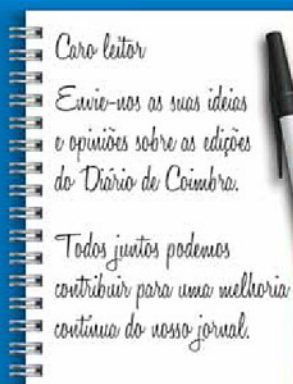 Caro leitor
Envie-nos as suas ideias
e opiniões sobre as edições
do Diário de Coimbra.
Todos juntos podemos
contribuir para uma melhoria
contínua do nosso jornal.